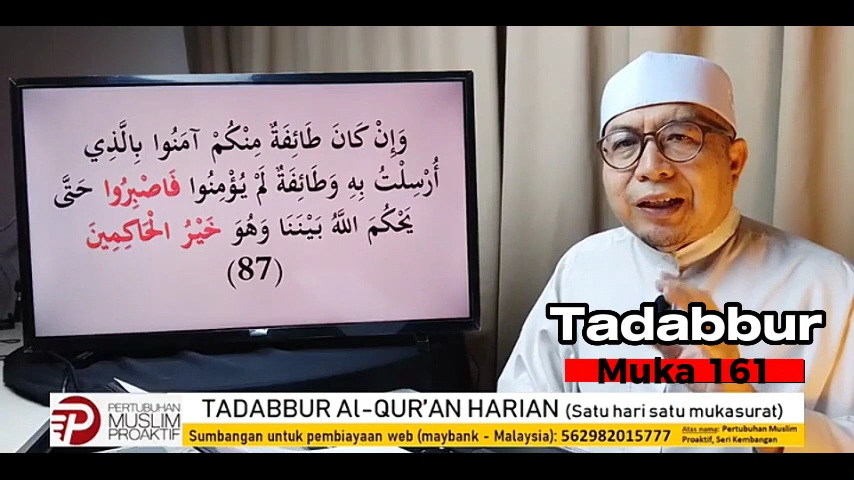 وَإِنْ كَانَ طَائِفَةٌ مِنْكُمْ آمَنُوا بِالَّذِي
أُرْسِلْتُ بِهِ وَطَائِفَةٌ لَمْ يُؤْمِنُوا فَاصْبِرُوا حَتَّى
يَحْكُمَ اللَّهُ بَيْنَنَا وَهُوَ خَيْرُ الْحَاكِمِينَ
(87)
Tadabbur
Muka 161
PERTUBUHAN
MUSLIM
PROAKTIF
TADABBUR Al-QUR'AN HARIAN (Satu hari satu mukasurat)
Sumbangan untuk pembiayaan web (maybank - Malaysia): 562982015777
Atas nama: Pertubuhan Muslim
Proaktif, Seri Kembangan